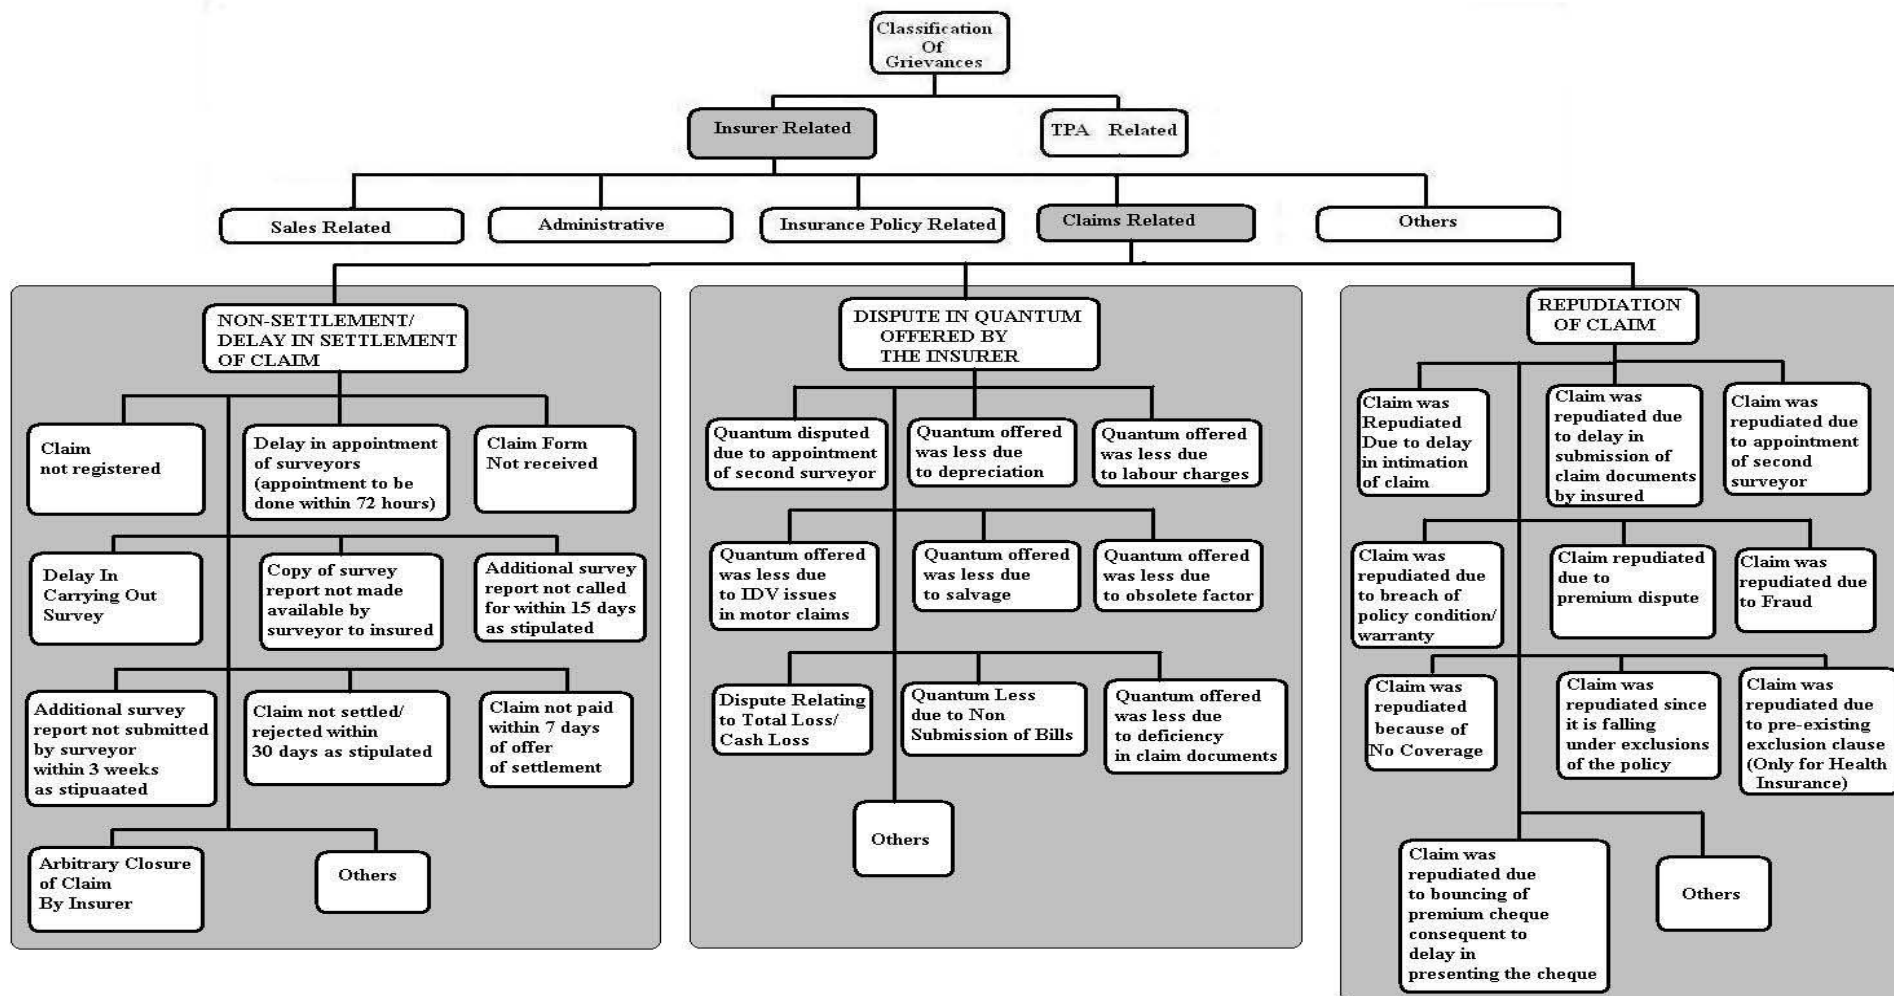 Classification
Of
Grievances
Insurer Related
TPA Related
Sales Related
Administrative
Insurance Policy Related
Claims Related
Others
NON-SETTLEMENT/
DELAY IN SETTLEMENT
OF CLAIM
Claim
not registered
Delay in appointment
of surveyors
(appointment to be
done within 72 hours)
Claim Form
Not received
Delay In
Carrying Out
Survey
Copy of survey
report not made
available by
surveyor to insured
Additional survey
report not called
for within 15 days
as stipulated
Additional survey
report not submitted
by surveyor
within 3 weeks
as stipuaated
Claim not settled/
rejected within
30 days as stipulated
Claim not paid
within 7 days
of offer
of settlement
Arbitrary Closure
of Claim
By Insurer
Others
DISPUTE IN QUANTUM
OFFERED BY
THE INSURER
Quantum disputed
due to appointment
of second surveyor
Quantum offered
was less due
to depreciation
Quantum offered
was less due
to labour charges
Quantum offered
was less due
to IDV issues
in motor claims
Quantum offered
was less due
to salvage
Quantum offered
was less due
to obsolete factor
Dispute Relating
to Total Loss/
Cash Loss
Quantum Less
due to Non
Submission of Bills
Quantum offered
was less due
to deficiency
in claim documents
Others
REPUDIATION
OF CLAIM
Claim was
Repudiated
Due to delay
in intimation
of claim
Claim was
repudiated due
to delay in
submission of
claim documents
by insured
Claim was
repudiated due
to appointment
of second
surveyor
Claim was
repudiated due
to breach of
policy condition/
warranty
Claim repudiated
due to
premium dispute
Claim was
repudiated due
to Fraud
Claim was
repudiated
because of
No Coverage
Claim was
repudiated since
it is falling
under exclusions
of the policy
Claim was
repudiated due
to pre-existing
exclusion clause
(Only for Health
Insurance)
Claim was
repudiated due
to bouncing of
premium cheque
consequent to
delay in
presenting the cheque
Others